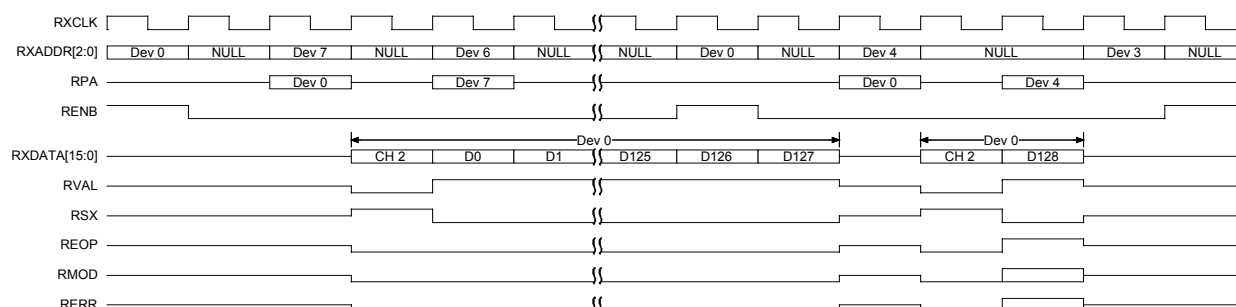 RXCLK
RXADDR[2:0] Dev 0 NULL Dev 7 NULL Dev 6 NULL NULL Dev 0 NULL Dev 4 NULL Dev 3 NULL
RPA Dev 0 Dev 7 Dev 0 Dev 4
RENB
Dev 0 Dev 0
RXDATA[15:0] CH 2 D0 D1 D125 D126 D127 CH 2 D128
RVAL
RSX
REOP
RMOD
RERR